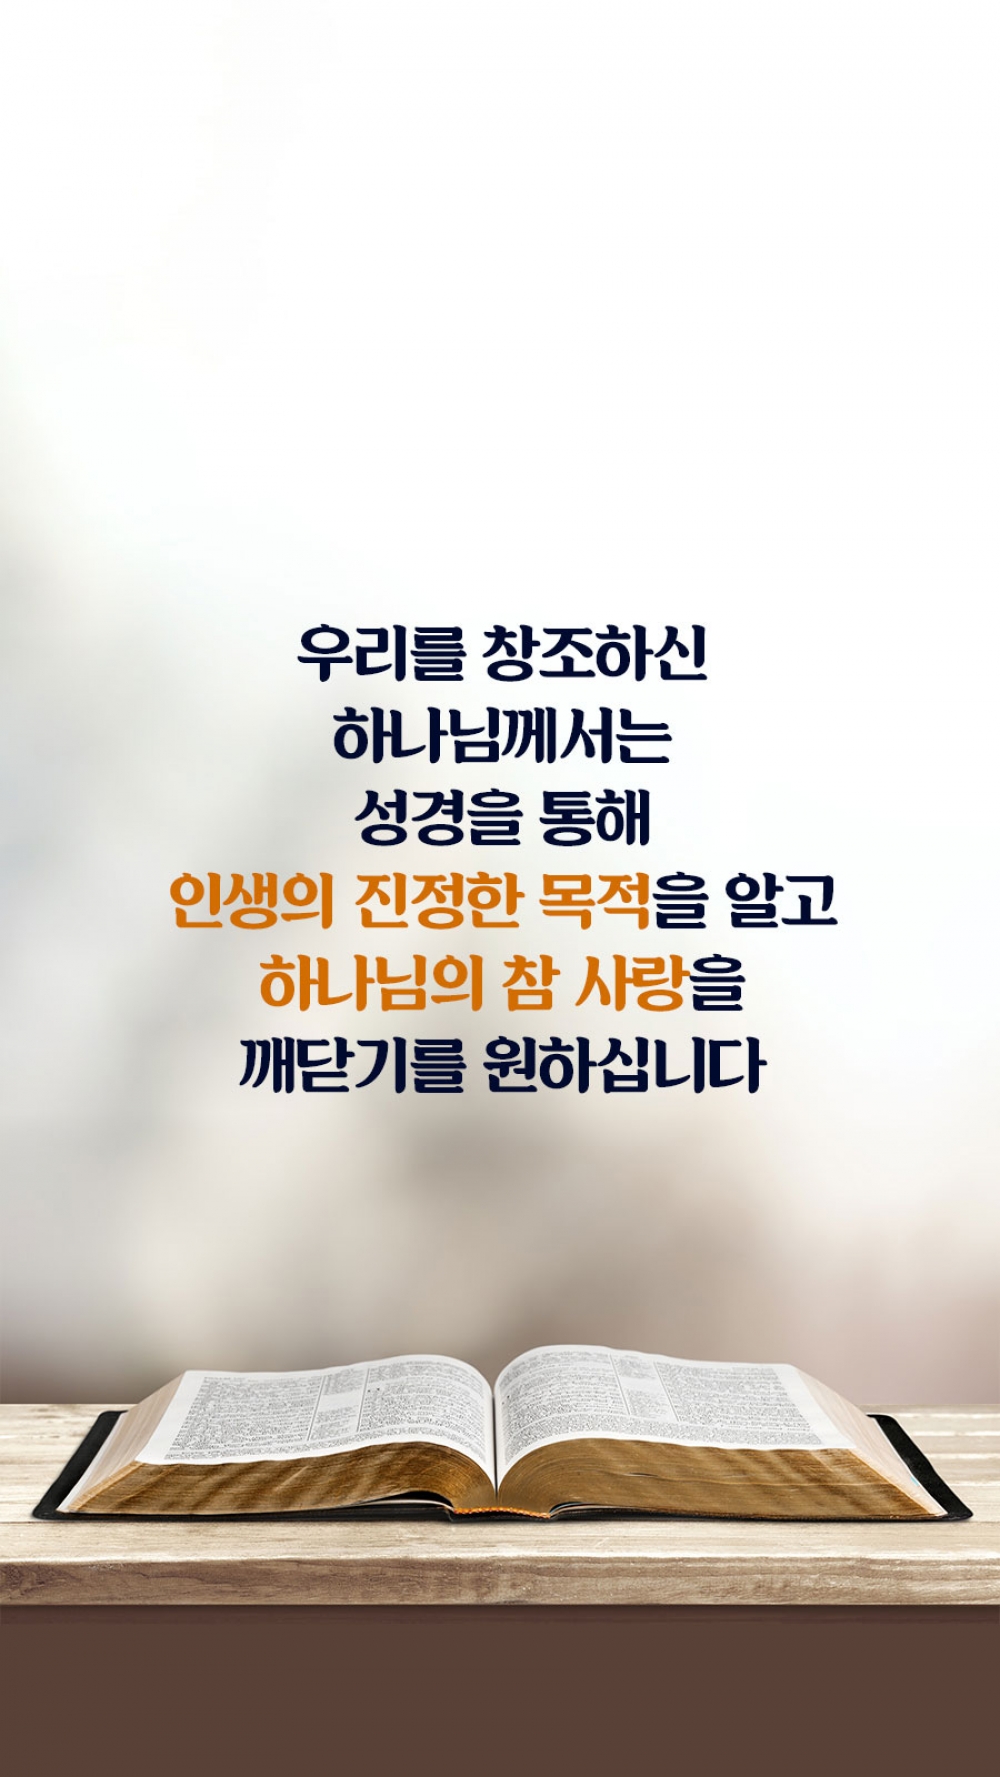 우리를 창조하신
하나님께서는
성경을 통해
인생의 진정한 목적을 알고
하나님의 참 사랑을
깨닫기를 원하십니다